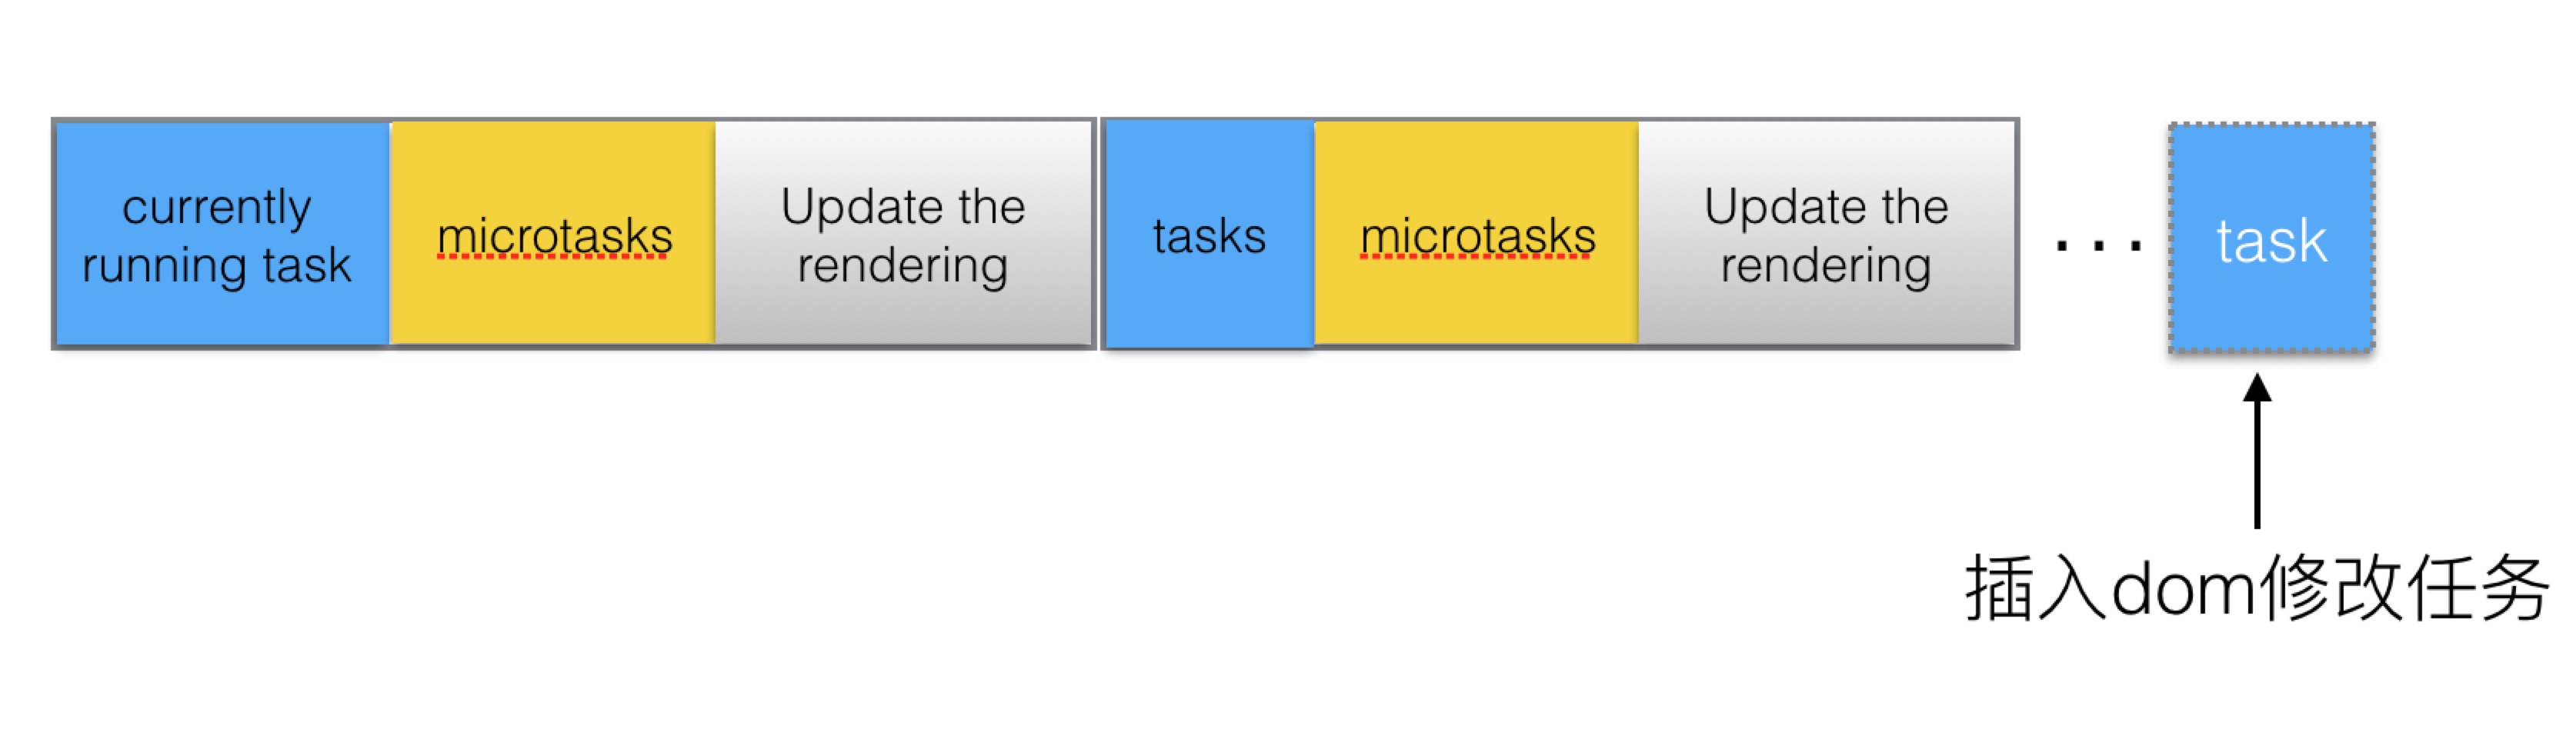 currently
running task
microtasks
Update the
rendering
tasks
microtasks
Update the
rendering
...
task
插入dom修改任务